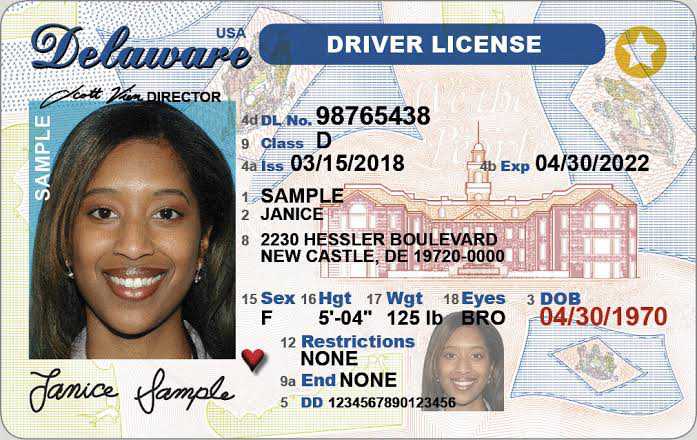 Delaware USA DRIVER LICENSE
Scott Vien DIRECTOR
SAMPLE
4d DL No. 98765438
9 Class D
4a Iss 03/15/2018 4b Exp 04/30/2022
We the People
1 SAMPLE
2 JANICE
8 2230 HESSLER BOULEVARD
NEW CASTLE, DE 19720-0000
15 Sex 16 Hgt 17 Wgt 18 Eyes 3 DOB
F 5'-04" 125 lb BRO 04/30/1970
12 Restrictions
NONE
9a End NONE
5 DD 1234567890123456
Janice Sample